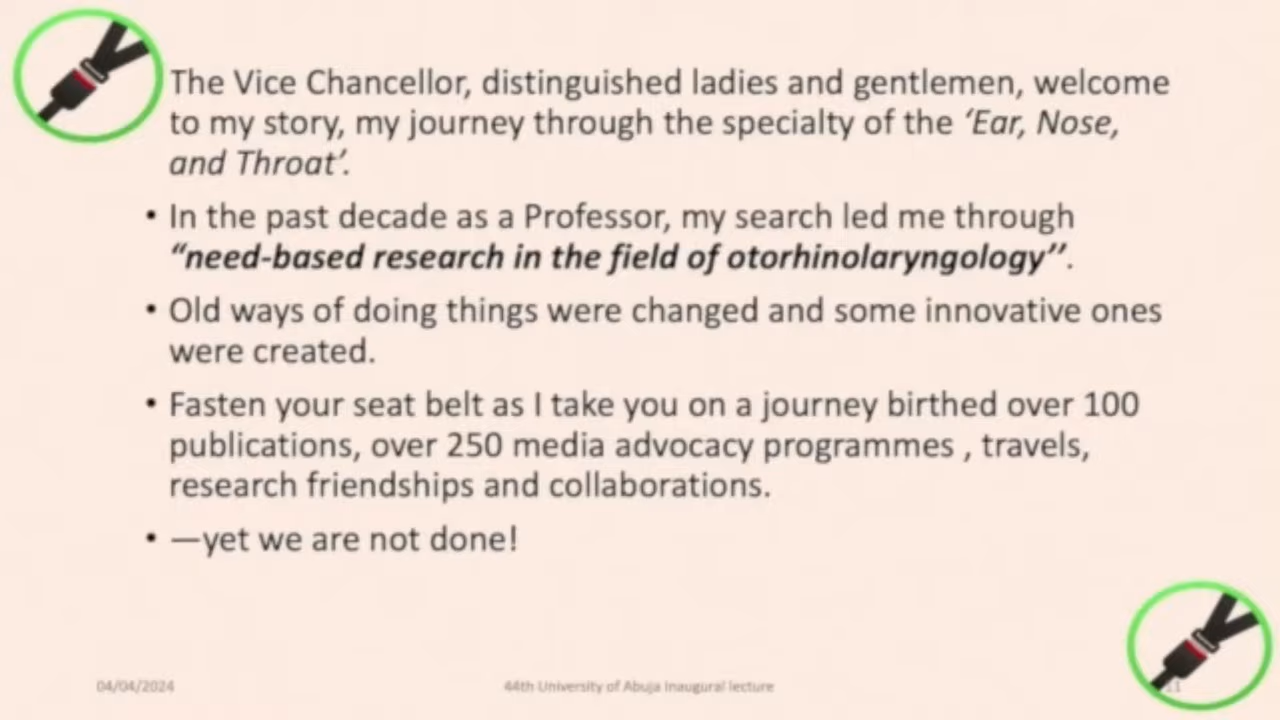 The Vice Chancellor, distinguished ladies and gentlemen, welcome
to my story, my journey through the specialty of the ‘Ear, Nose,
and Throat’.
• In the past decade as a Professor, my search led me through
“need-based research in the field of otorhinolaryngology’’.
• Old ways of doing things were changed and some innovative ones
were created.
• Fasten your seat belt as I take you on a journey birthed over 100
publications, over 250 media advocacy programmes , travels,
research friendships and collaborations.
• —yet we are not done!
04/04/2024
44th University of Abuja Inaugural lecture
11